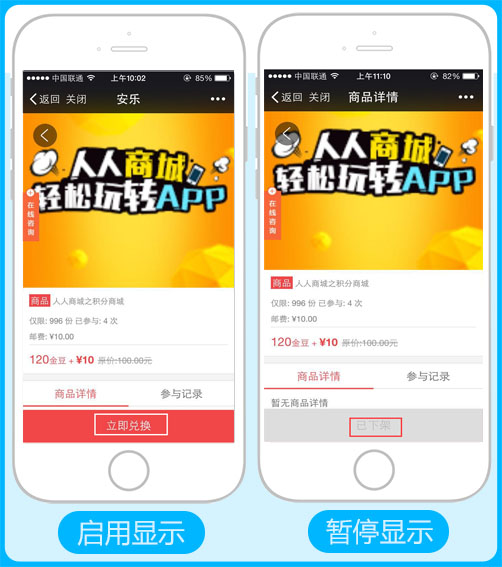 中国联通 上午10:02 85%
返回 关闭 安乐
人人商城
轻松玩转APP
在线咨询
商品 人人商城之积分商城
仅限: 996 份 已参与: 4 次
邮费: ¥10.00
120金豆 + ¥10 原价:100.00元
商品详情 参与记录
立即兑换
启用显示
中国联通 上午11:10 82%
返回 关闭 商品详情
人人商城
轻松玩转APP
在线咨询
商品 人人商城之积分商城
仅限: 996 份 已参与: 4 次
邮费: ¥10.00
120金豆 + ¥10 原价:100.00元
商品详情 参与记录
暂无商品详情
已下架
暂停显示